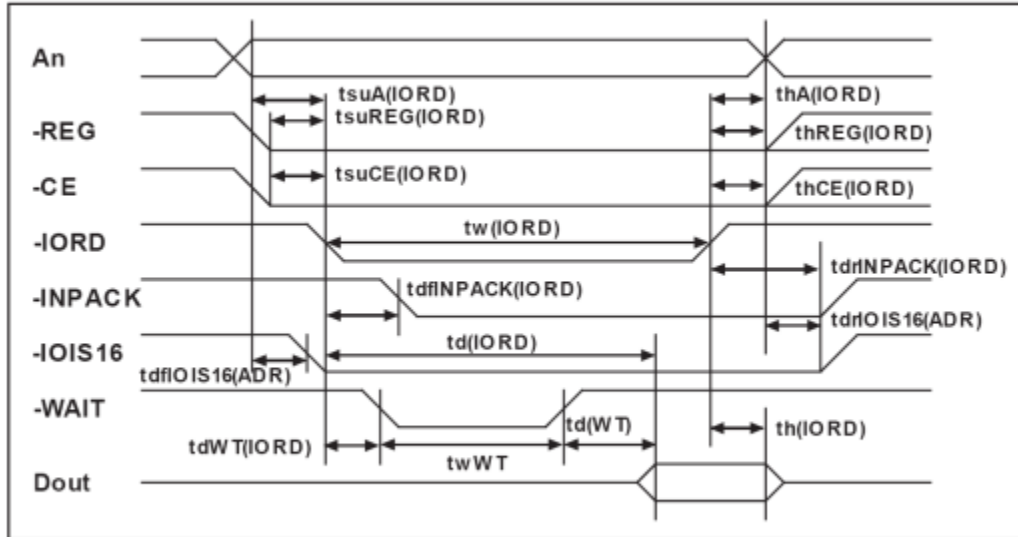 An
tsuA(IORD)
thA(IORD)
tsuREG(IORD)
-REG
thREG(IORD)
tsuCE(IORD)
-CE
thCE(IORD)
tw(IORD)
-IORD
tdrINPACK(IORD)
tdfINPACK(IORD)
-INPACK
tdrIOIS16(ADR)
td(IORD)
-IOIS16
tdfIOIS16(ADR)
-WAIT
td(WT)
th(IORD)
tdWT(IORD)
twWT
Dout